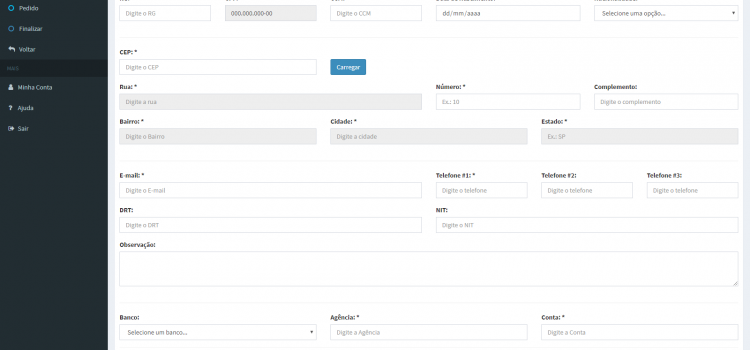 Pedido
Finalizar
Voltar
MAIS
Minha Conta
Ajuda
Sair
Digite o RG
000.000.000-00
Digite o CCM
dd/mm/aaaa
Selecione uma opção...
CEP: *
Digite o CEP
Carregar
Rua: *
Número: *
Complemento:
Digite a rua
Ex.: 10
Digite o complemento
Bairro: *
Cidade: *
Estado: *
Digite o Bairro
Digite a cidade
Ex.: SP
E-mail: *
Telefone #1: *
Telefone #2:
Telefone #3:
Digite o E-mail
Digite o telefone
Digite o telefone
Digite o telefone
DRT:
NIT:
Digite o DRT
Digite o NIT
Observação:
Banco:
Agência: *
Conta: *
Selecione um banco...
Digite a Agência
Digite a Conta